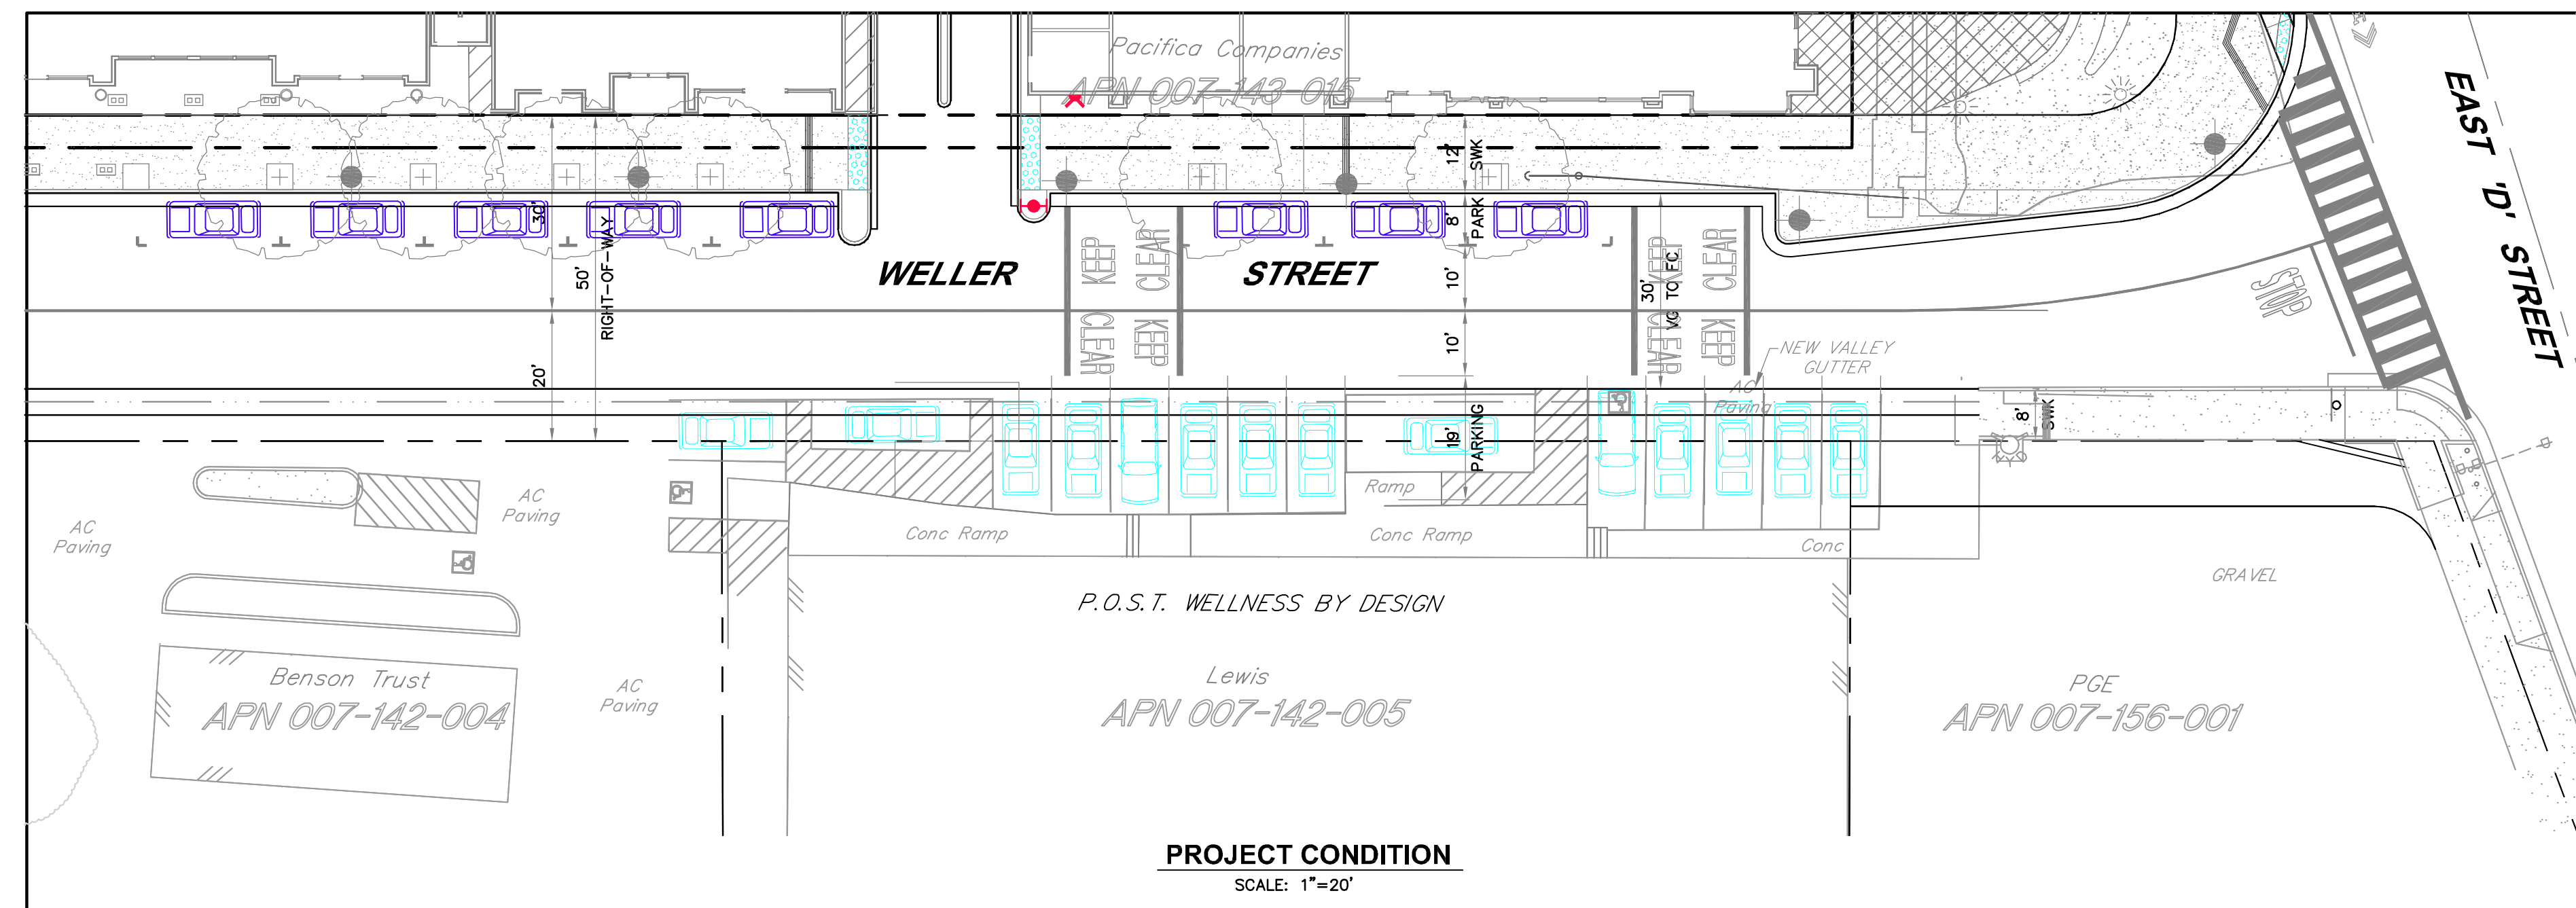 Pacifica Companies
APN 007-143-015
EAST 'D' STREET
12'
SWK
8'
PARK
30'
50'
RIGHT-OF-WAY
WELLER STREET
KEEP
CLEAR
KEEP
CLEAR
10'
30'
VG TO FC
KEEP
CLEAR
KEEP
CLEAR
STOP
20'
10'
NEW VALLEY
GUTTER
AC
Paving
8'
SWK
19'
PARKING
Ramp
AC
Paving
AC
Paving
Conc Ramp
Conc Ramp
Conc
GRAVEL
P.O.S.T. WELLNESS BY DESIGN
Benson Trust
APN 007-142-004
AC
Paving
Lewis
APN 007-142-005
PGE
APN 007-156-001
PROJECT CONDITION
SCALE: 1"=20'